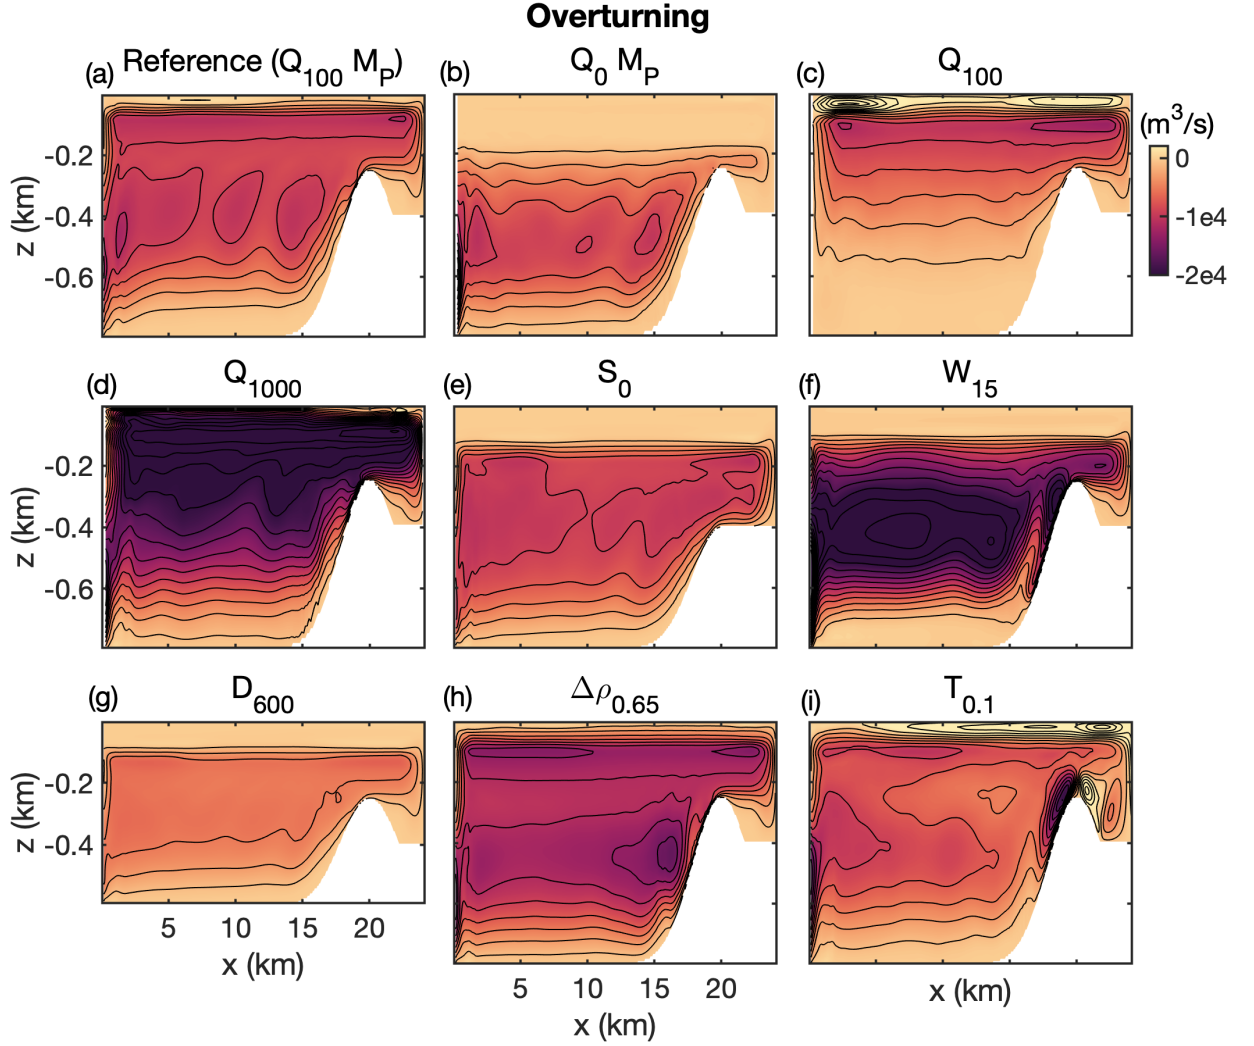 Overturning
(a) Reference (Q100 MP)
(b) Q0 MP
(c) Q100
(m3/s)
0
-1e4
-2e4
z (km)
-0.2
-0.4
-0.6
(d) Q1000
(e) S0
(f) W15
z (km)
-0.2
-0.4
-0.6
(g) D600
(h) Δρ0.65
(i) T0.1
z (km)
-0.2
-0.4
5 10 15 20
x (km)
5 10 15 20
x (km)
x (km)